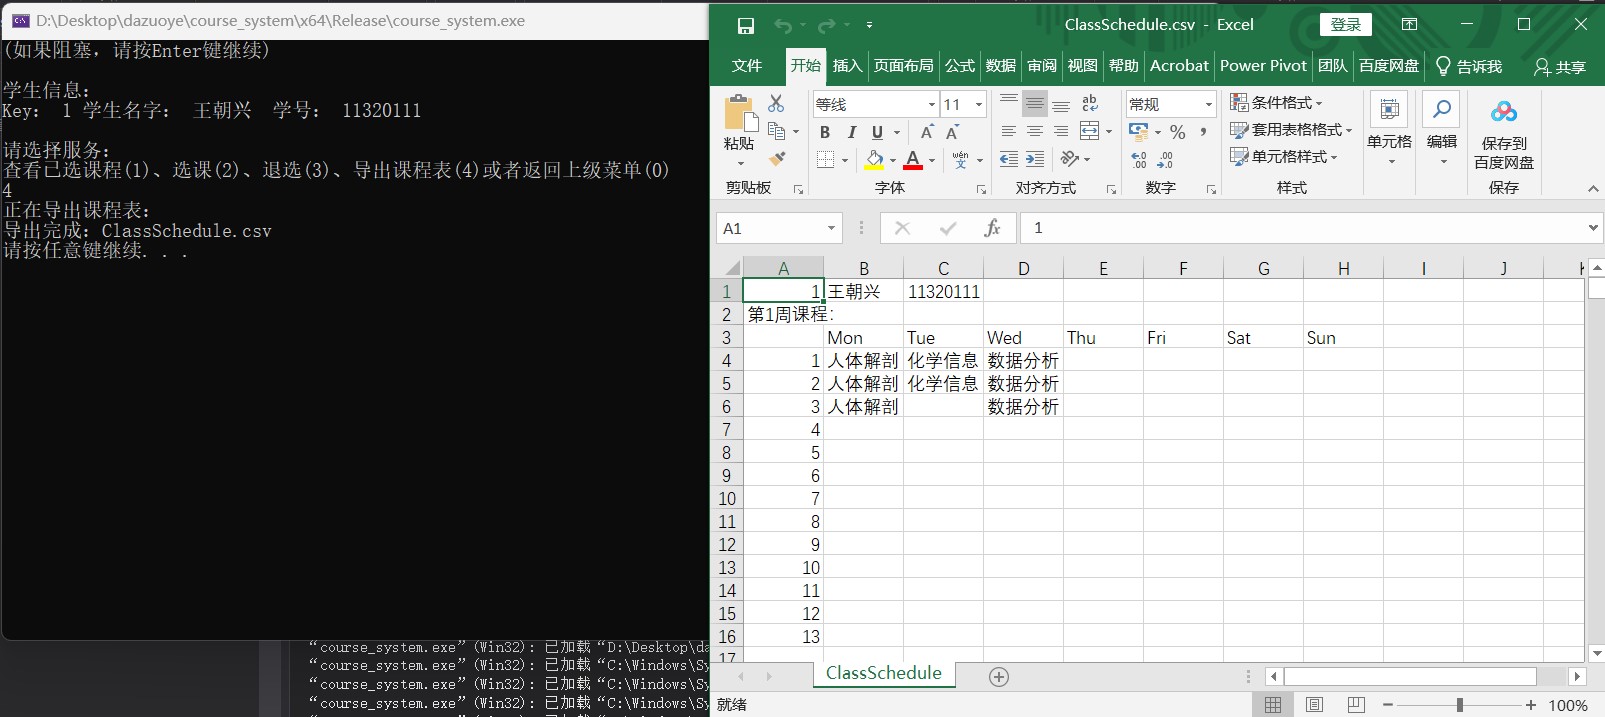 D:\Desktop\dazuoye\course_system\x64\Release\course_system.exe
(如果阻塞，请按Enter键继续)
学生信息：
Key： 1 学生名字： 王朝兴 学号： 11320111
请选择服务：
查看已选课程(1)、选课(2)、退选(3)、导出课程表(4)或者返回上级菜单(0)
4
正在导出课程表：
导出完成：ClassSchedule.csv
请按任意键继续. . .
“course_system.exe”(Win32)：已加载“D:\Desktop\da
“course_system.exe”(Win32)：已加载“C:\Windows\Sy
“course_system.exe”(Win32)：已加载“C:\Windows\Sy
“course_system.exe”(Win32)：已加载“C:\Windows\Sy
ClassSchedule.csv - Excel
登录
文件 开始 插入 页面布局 公式 数据 审阅 视图 帮助 Acrobat Power Pivot 团队 百度网盘 告诉我 共享
粘贴
等线 11
B I U A A
wén 文
ab c
常规
% ,
.0 .00
条件格式
套用表格格式
单元格样式
单元格
编辑
保存到
百度网盘
剪贴板 字体 对齐方式 数字 样式 保存
A1 fx 1
A B C D E F G H I J K
1 1 王朝兴 11320111
2 第1周课程：
3 Mon Tue Wed Thu Fri Sat Sun
4 1 人体解剖 化学信息 数据分析
5 2 人体解剖 化学信息 数据分析
6 3 人体解剖 数据分析
7 4
8 5
9 6
10 7
11 8
12 9
13 10
14 11
15 12
16 13
17
ClassSchedule
就绪
100%